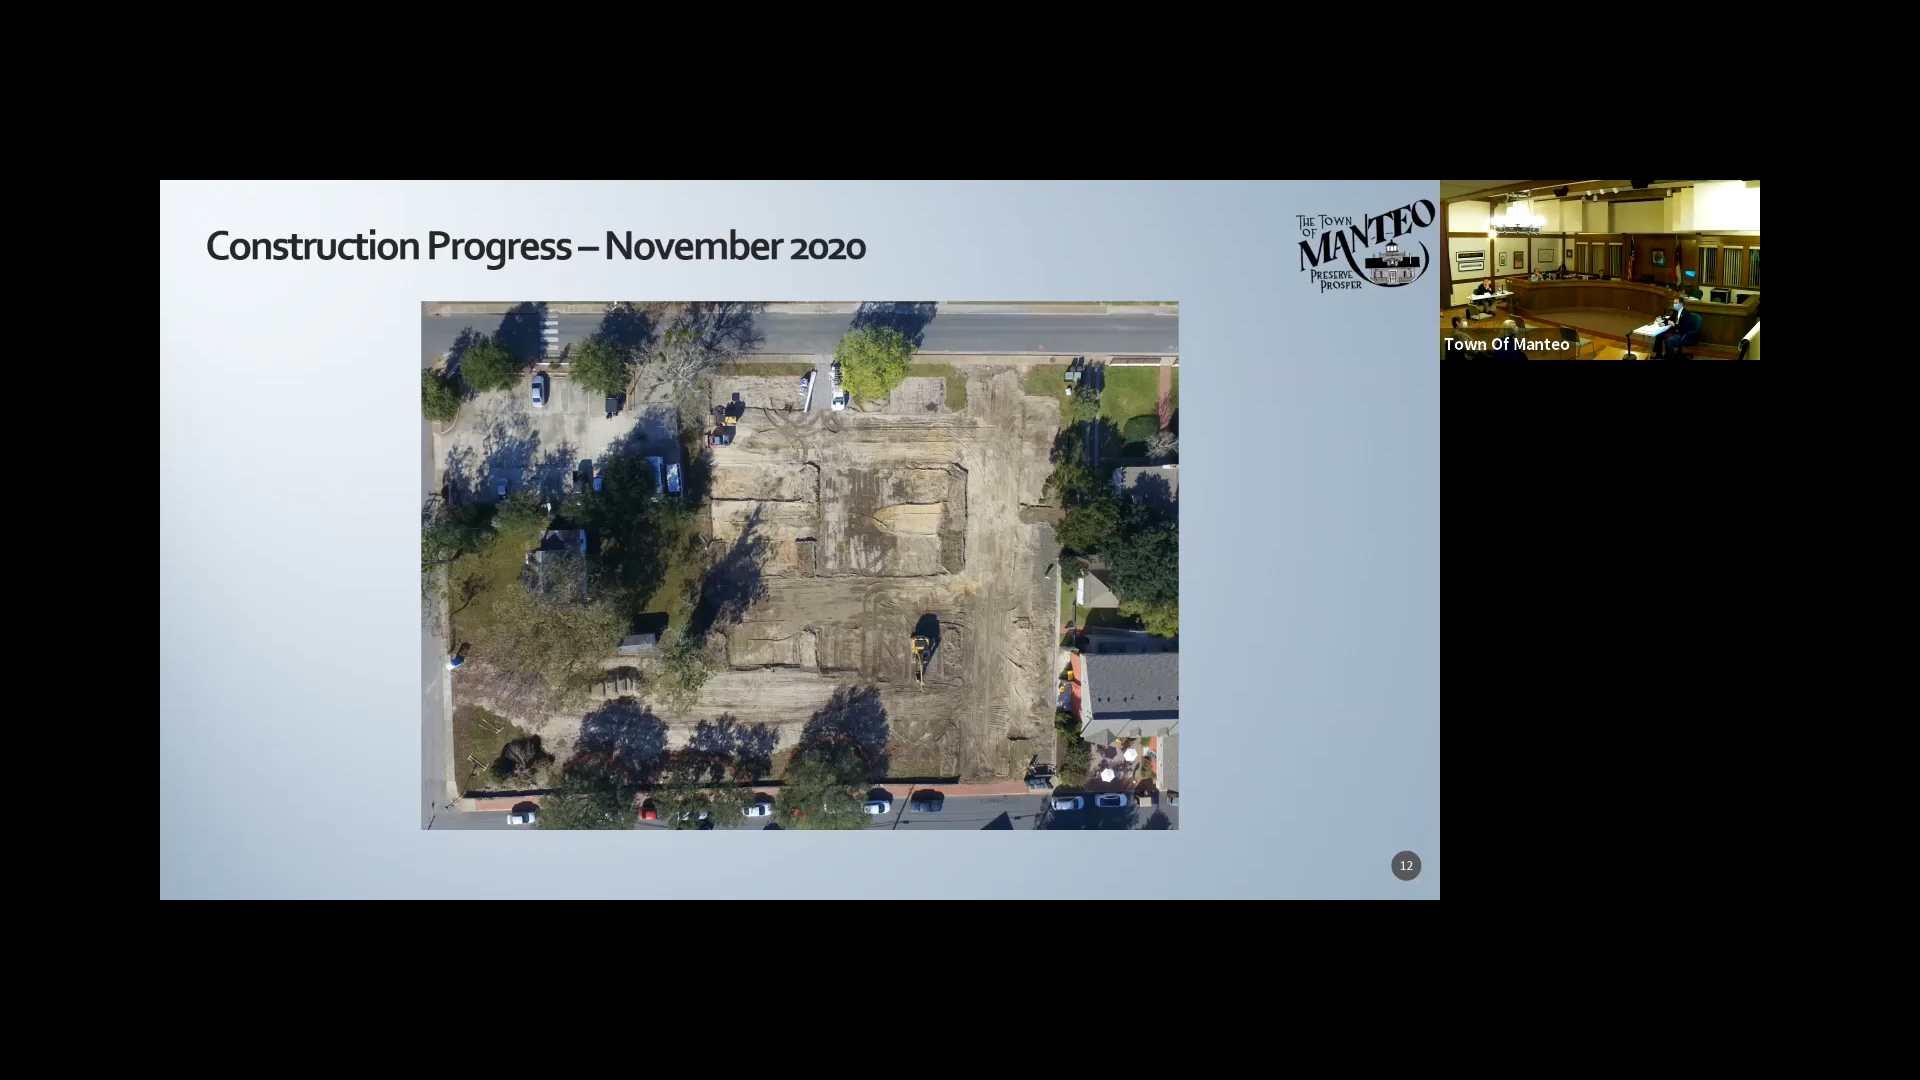 Construction Progress – November 2020
THE TOWN
OF
MANTEO
PRESERVE
PROSPER
Town Of Manteo
12